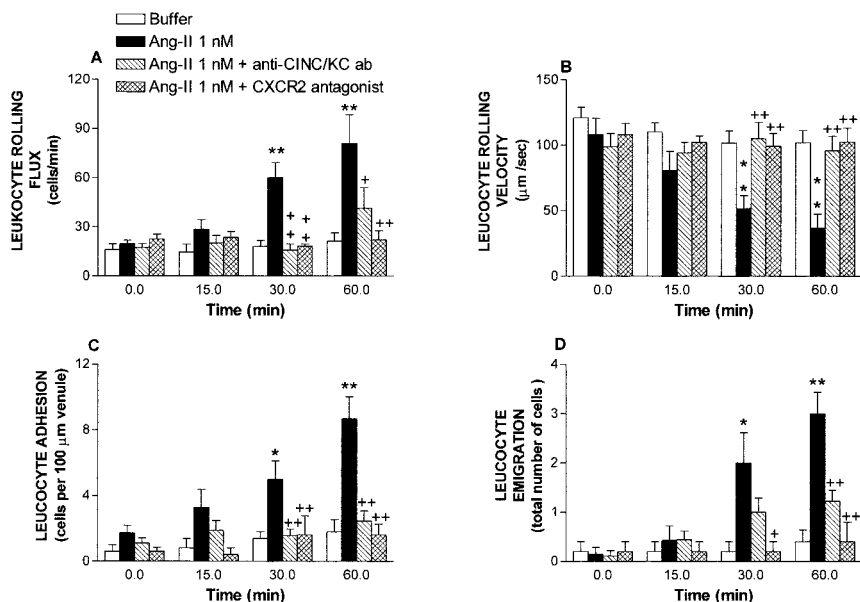 Buffer
Ang-II 1 nM
Ang-II 1 nM + anti-CINC/KC ab
Ang-II 1 nM + CXCR2 antagonist
A
LEUKOCYTE ROLLING
FLUX
(cells/min)
120
90
60
30
0
**
**
+
+
+
+
+
++
0.0 15.0 30.0 60.0
Time (min)
B
LEUCOCYTE ROLLING
VELOCITY
(μm /sec)
150
100
50
0
++
++
*
*
++
++
*
*
0.0 15.0 30.0 60.0
Time (min)
C
LEUCOCYTE ADHESION
(cells per 100 μm venule)
12
8
4
0
*
++
++
**
++
++
0.0 15.0 30.0 60.0
Time (min)
D
LEUCOCYTE
EMIGRATION
(total number of cells )
4
3
2
1
0
*
+
**
++
++
0.0 15.0 30.0 60.0
Time (min)